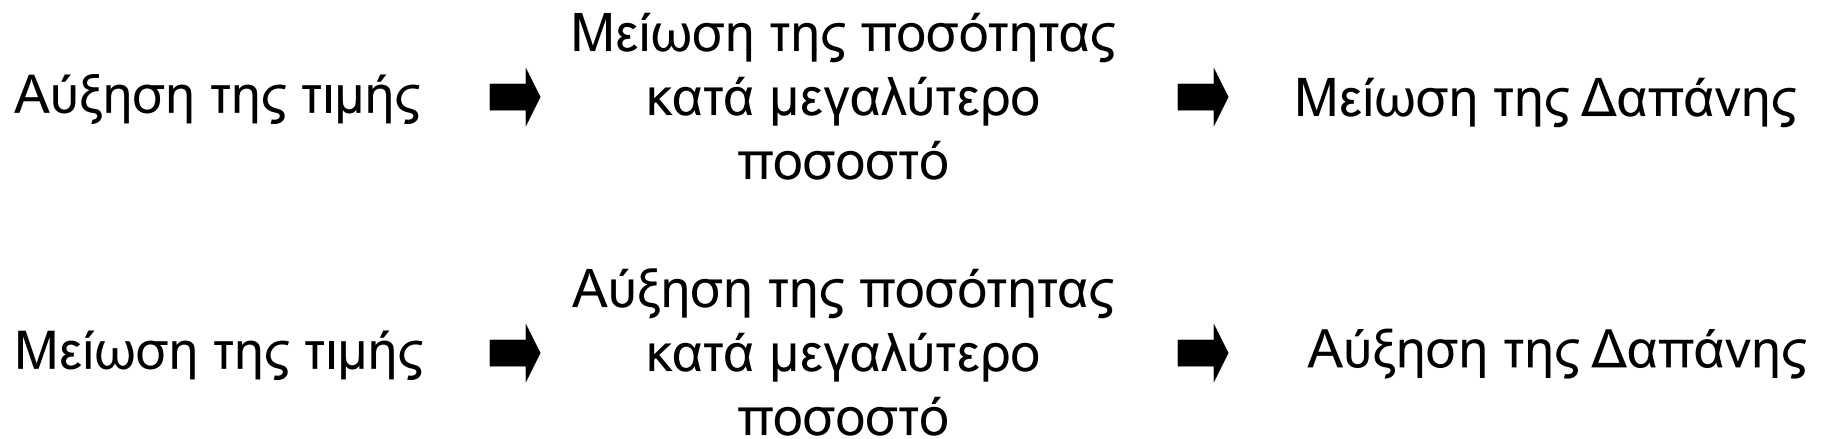 Αύξηση της τιμής
Μείωση της ποσότητας
κατά μεγαλύτερο
ποσοστό
Μείωση της Δαπάνης
Μείωση της τιμής
Αύξηση της ποσότητας
κατά μεγαλύτερο
ποσοστό
Αύξηση της Δαπάνης